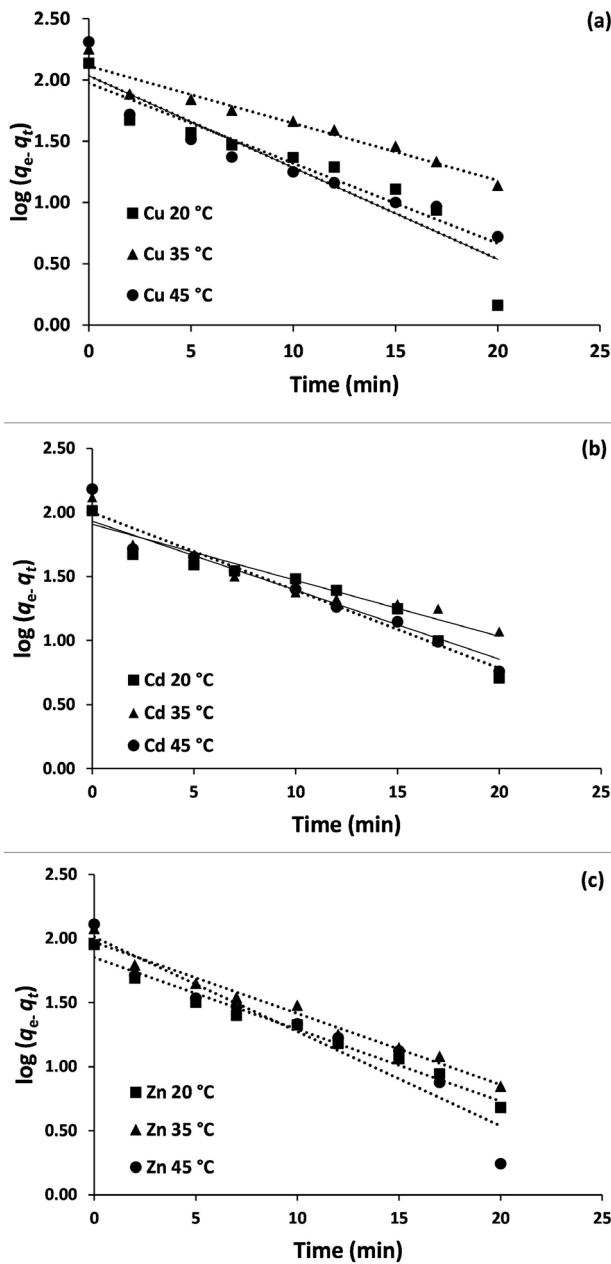 (a)
2.50
2.00
1.50
1.00
0.50
0.00
log (qe- qt)
Cu 20 °C
Cu 35 °C
Cu 45 °C
0 5 10 15 20 25
Time (min)
(b)
2.50
2.00
1.50
1.00
0.50
0.00
log (qe- qt)
Cd 20 °C
Cd 35 °C
Cd 45 °C
0 5 10 15 20 25
Time (min)
(c)
2.50
2.00
1.50
1.00
0.50
0.00
log (qe- qt)
Zn 20 °C
Zn 35 °C
Zn 45 °C
0 5 10 15 20 25
Time (min)